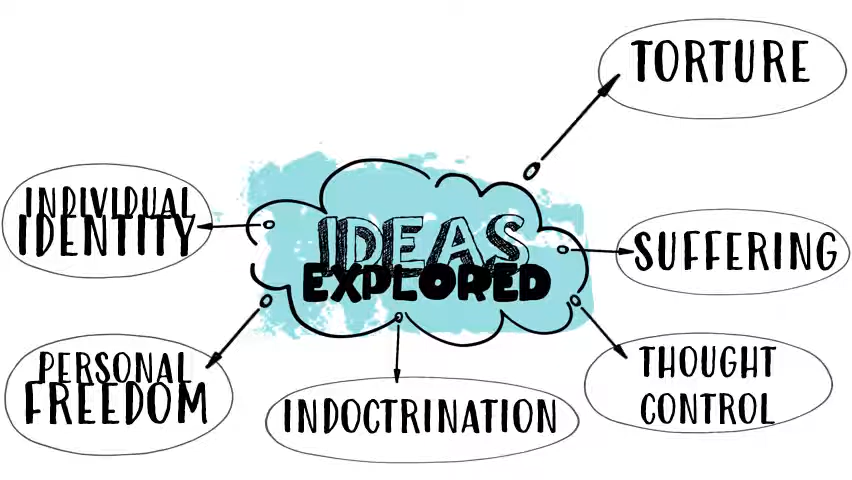 TORTURE
INDIVIDUAL
IDENTITY
IDEAS
EXPLORED
SUFFERING
PERSONAL
FREEDOM
INDOCTRINATION
THOUGHT
CONTROL